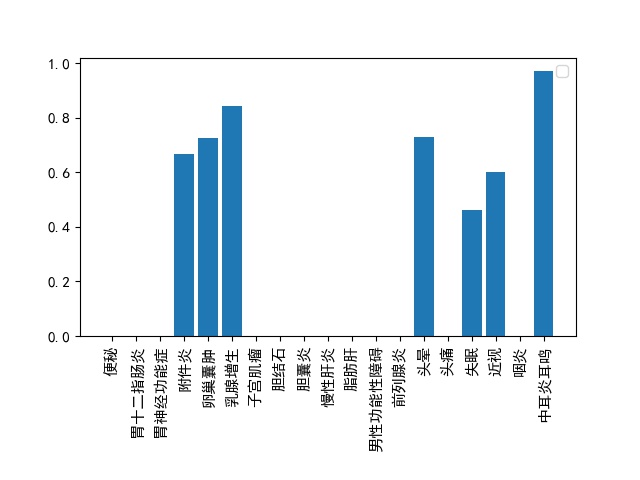 1.0
0.8
0.6
0.4
0.2
0.0
便秘
胃十二指肠炎
胃神经功能症
附件炎
卵巢囊肿
乳腺增生
子宫肌瘤
胆结石
胆囊炎
慢性肝炎
脂肪肝
男性功能性障碍
前列腺炎
头晕
头痛
失眠
近视
咽炎
中耳炎耳鸣